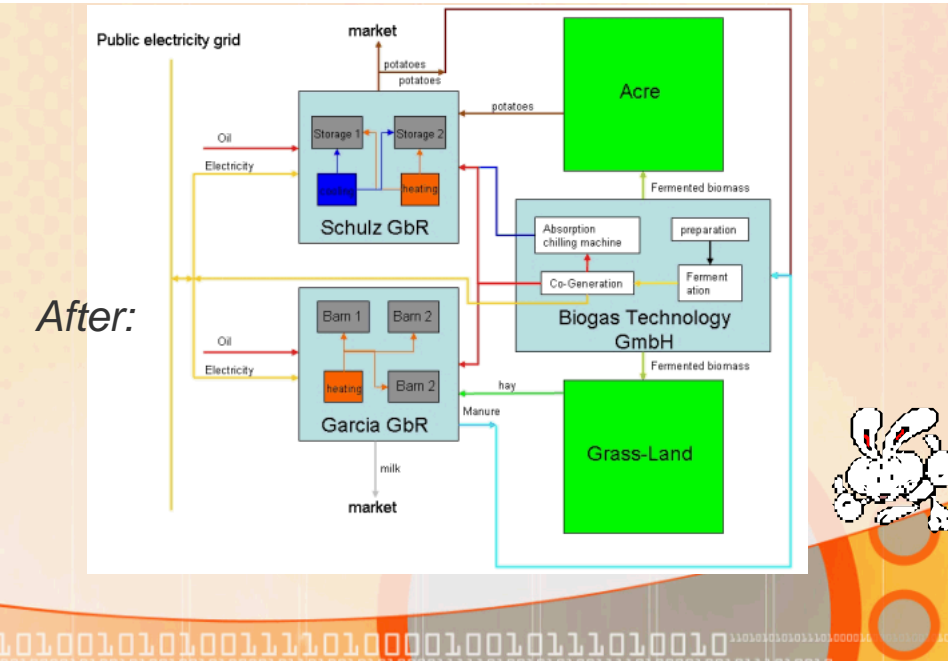 Public electricity grid
market
potatoes
potatoes
Acre
potatoes
Oil
Storage 1
Storage 2
Electricity
heating
Schulz GbR
Fermented biomass
Absorption
chilling machine
preparation
Co-Generation
Ferment
ation
Biogas Technology
GmbH
After:
Barn 1
Barn 2
Oil
Electricity
heating
Barn 2
Garcia GbR
Fermented biomass
hay
Manure
Grass-Land
milk
market